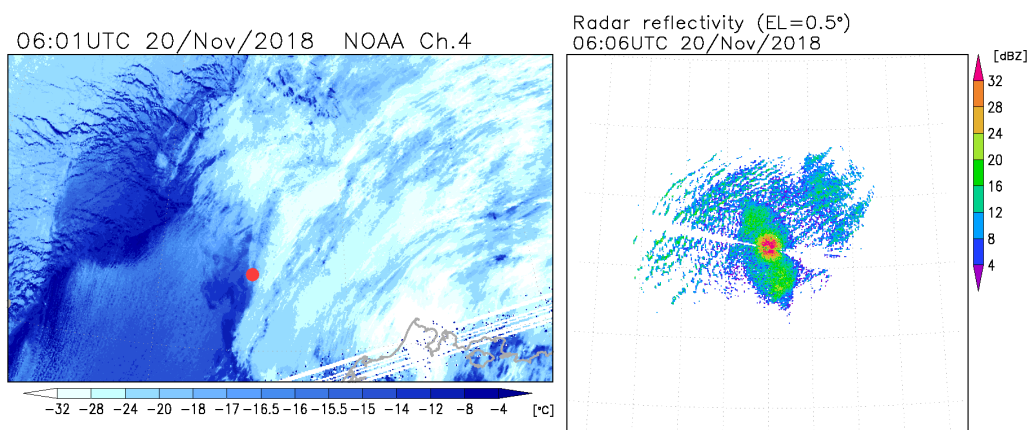 06:01UTC 20/Nov/2018 NOAA Ch.4
-32 -28 -24 -20 -18 -17 -16.5 -16 -15.5 -15 -14 -12 -8 -4 [°C]
Radar reflectivity (EL=0.5°)
06:06UTC 20/Nov/2018
[dBZ]
32
28
24
20
16
12
8
4